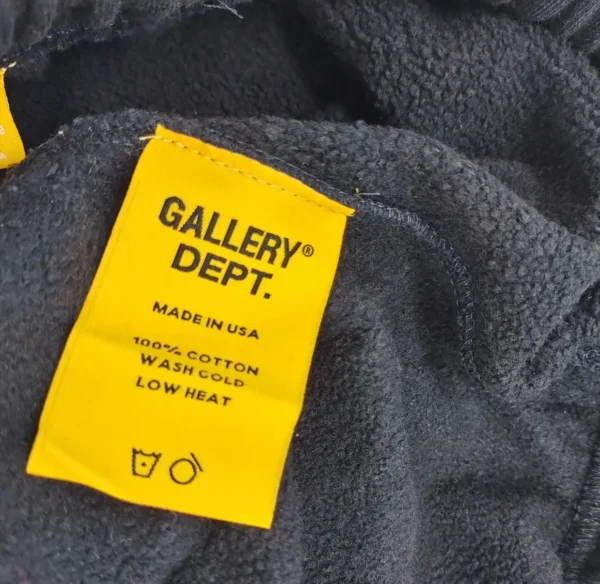 GALLERY®
DEPT.
MADE IN USA
100% COTTON
WASH COLD
LOW HEAT